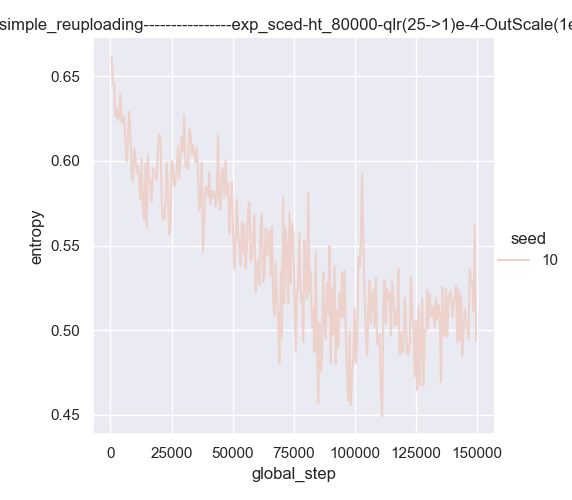 simple_reuploading----------------exp_sced-ht_80000-qlr(25->1)e-4-OutScale(1e
0.65
0.60
0.55
0.50
0.45
entropy
0 25000 50000 75000 100000 125000 150000
global_step
seed
10